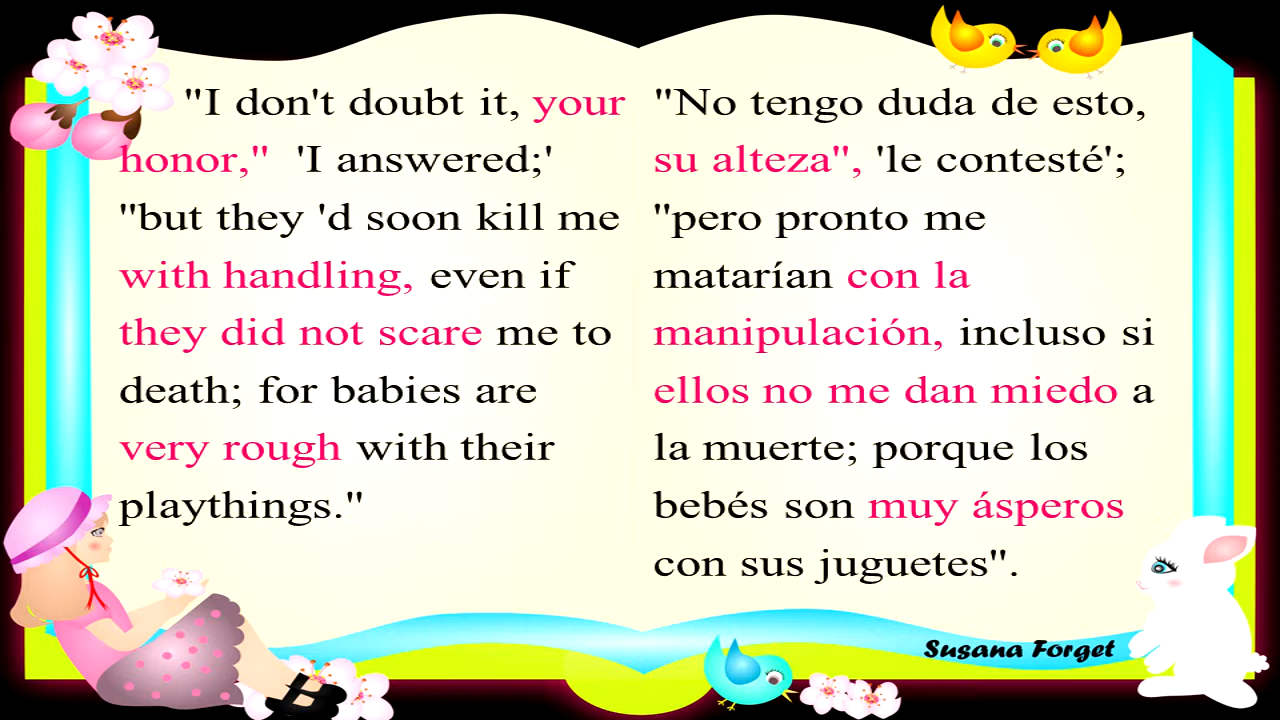 "I don't doubt it, your
honor,"  'I answered;'
"but they 'd soon kill me
with handling, even if
they did not scare me to
death; for babies are
very rough with their
playthings."
"No tengo duda de esto,
su alteza", 'le contesté';
"pero pronto me
matarían con la
manipulación, incluso si
ellos no me dan miedo a
la muerte; porque los
bebés son muy ásperos
con sus juguetes".
Susana Forget